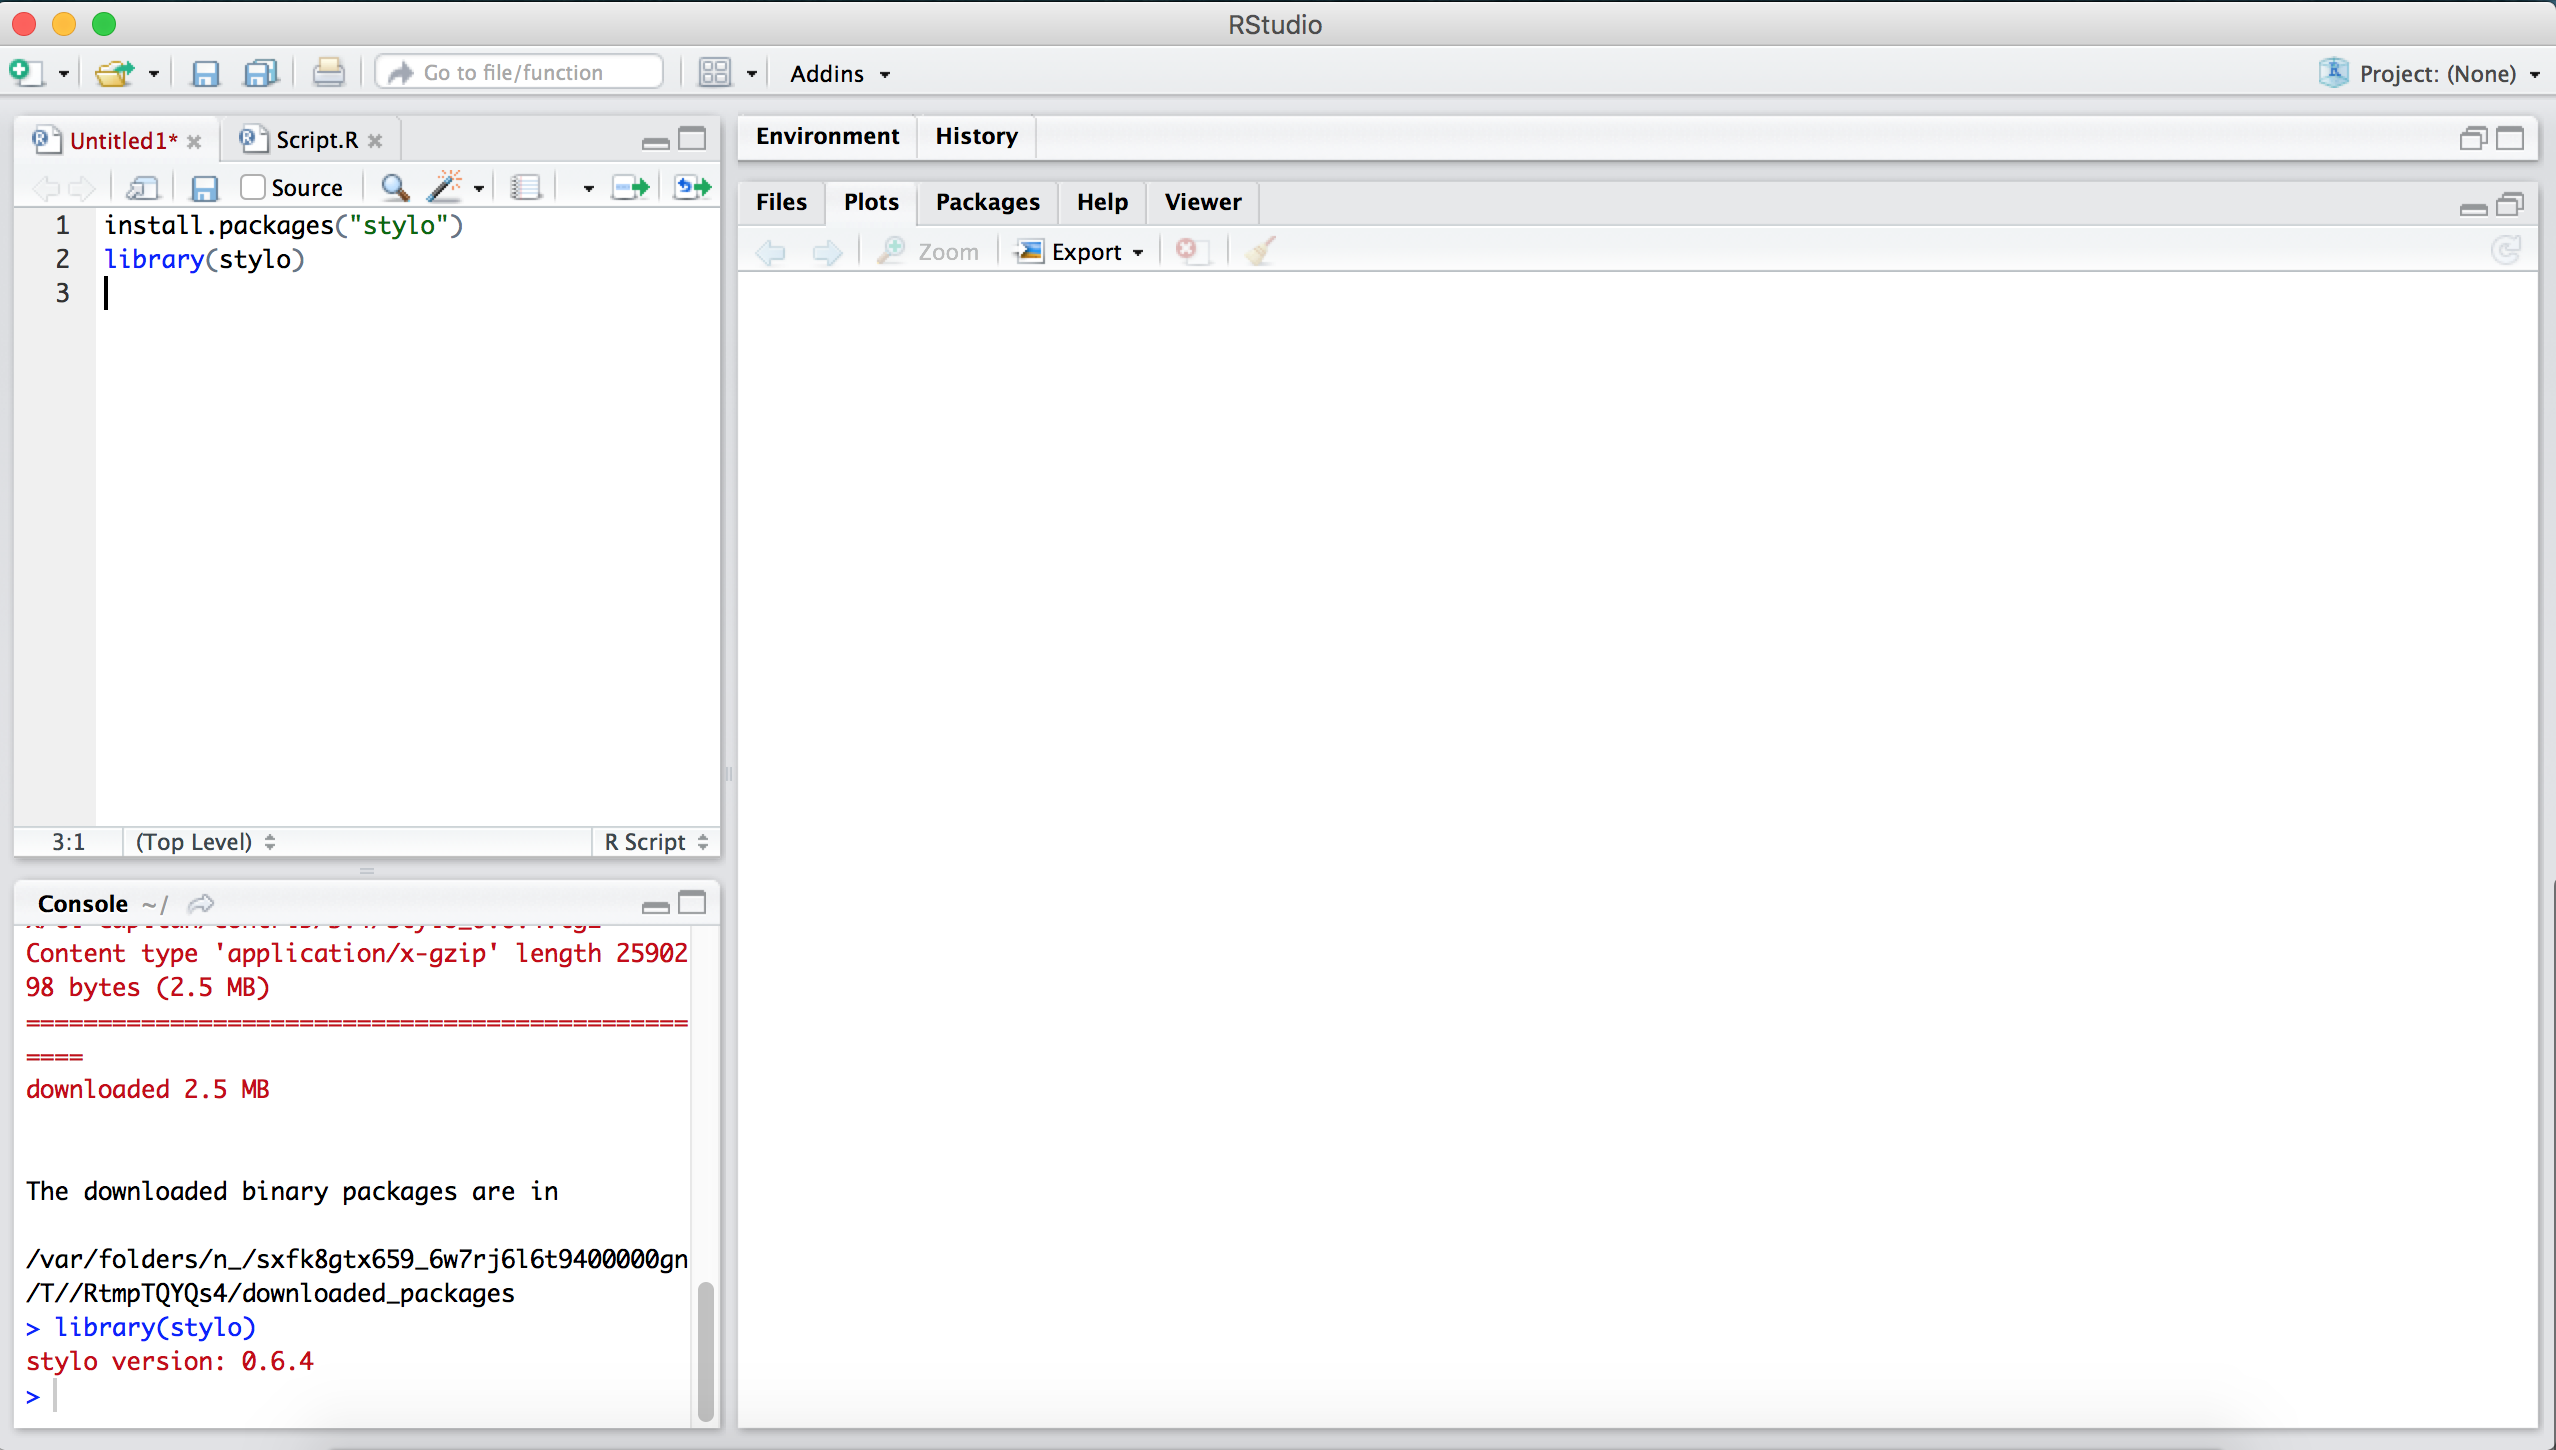 RStudio
Go to file/function
Addins
Project: (None)
Untitled1*
Script.R
Source
1 install.packages("stylo")
2 library(stylo)
3
3:1 (Top Level) R Script
Console ~/
Content type 'application/x-gzip' length 25902
98 bytes (2.5 MB)
==============================================
====
downloaded 2.5 MB
The downloaded binary packages are in
/var/folders/n_/sxfk8gtx659_6w7rj6l6t9400000gn
/T//RtmpTQYQs4/downloaded_packages
> library(stylo)
stylo version: 0.6.4
>
Environment History
Files Plots Packages Help Viewer
Zoom Export